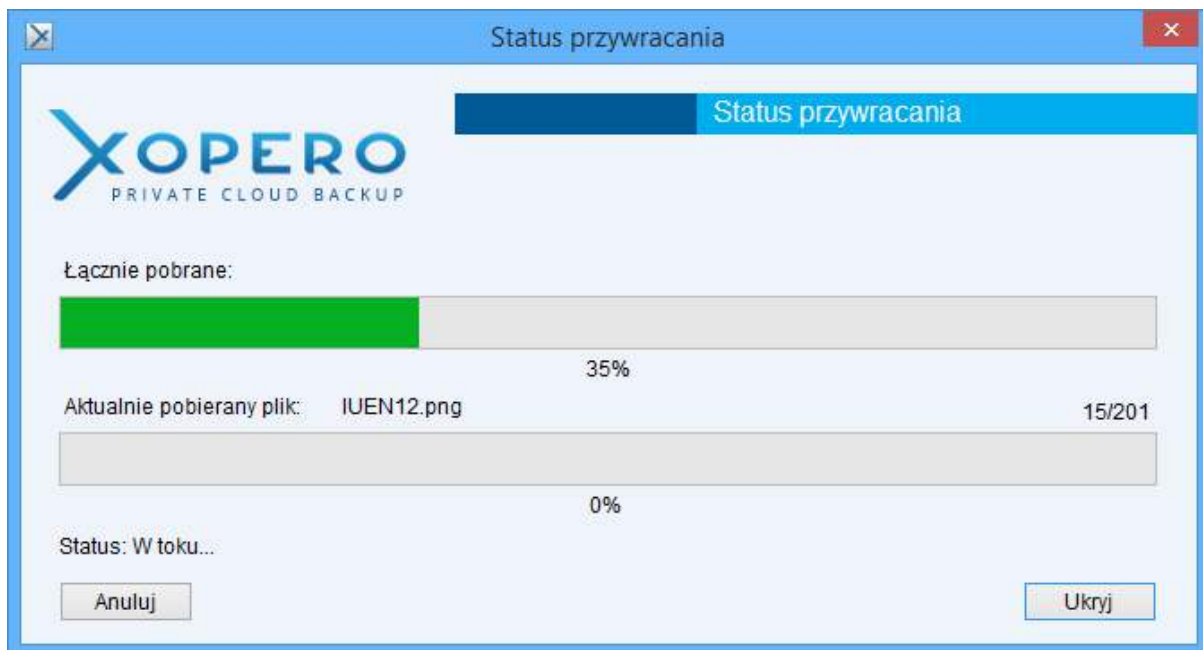 Status przywracania
Status przywracania
XOPERO
PRIVATE CLOUD BACKUP
Łącznie pobrane:
35%
Aktualnie pobierany plik: IUEN12.png 15/201
0%
Status: W toku...
Anuluj Ukryj